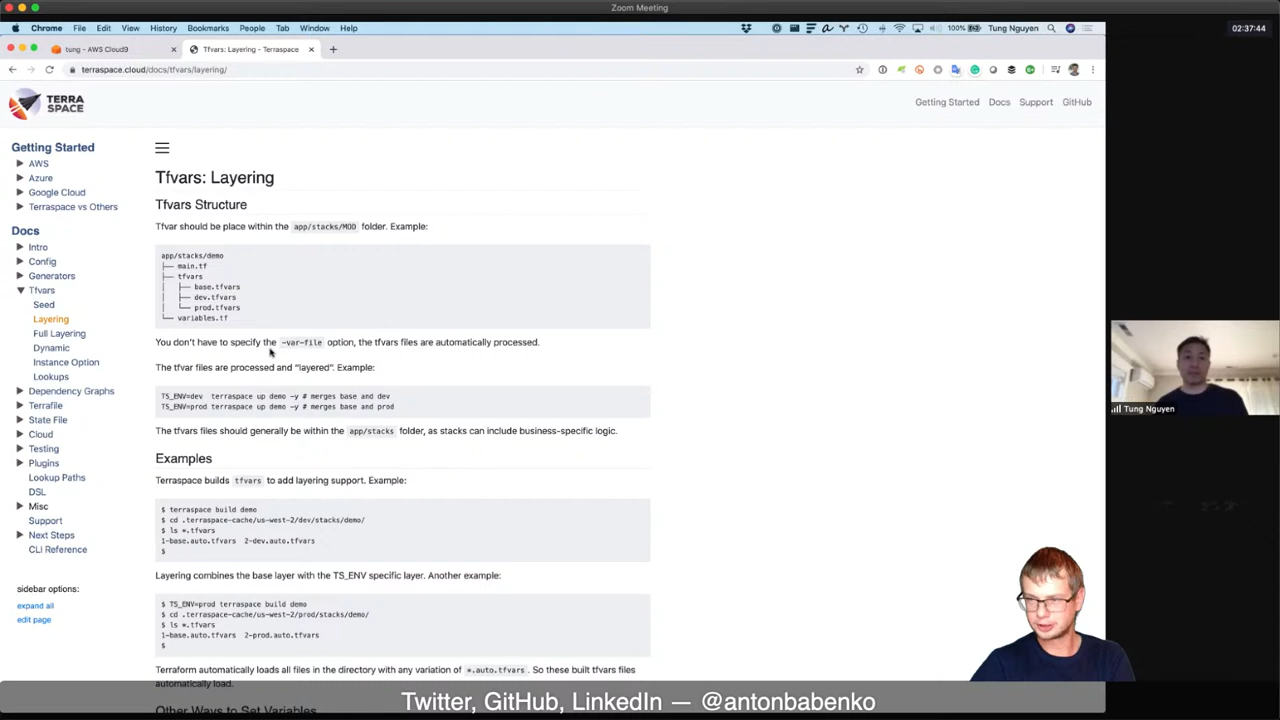 Zoom Meeting
Chrome File Edit View History Bookmarks People Tab Window Help
100% Tung Nguyen
02:37:44
tung - AWS Cloud9
Tfvars: Layering - Terraspace
terraspace.cloud/docs/tfvars/layering/
TERRA
SPACE
Getting Started Docs Support GitHub
Getting Started
AWS
Azure
Google Cloud
Terraspace vs Others
Docs
Intro
Config
Generators
Tfvars
Seed
Layering
Full Layering
Dynamic
Instance Option
Lookups
Dependency Graphs
Terrafile
State File
Cloud
Testing
Plugins
Lookup Paths
DSL
Misc
Support
Next Steps
CLI Reference
sidebar options:
expand all
edit page
Tfvars: Layering
Tfvars Structure
Tfvar should be place within the app/stacks/MOD folder. Example:
app/stacks/demo
├── main.tf
├── tfvars
│   ├── base.tfvars
│   ├── dev.tfvars
│   └── prod.tfvars
└── variables.tf
You don't have to specify the -var-file option, the tfvars files are automatically processed.
The tfvar files are processed and "layered". Example:
TS_ENV=dev terraspace up demo -y # merges base and dev
TS_ENV=prod terraspace up demo -y # merges base and prod
The tfvars files should generally be within the app/stacks folder, as stacks can include business-specific logic.
Examples
Terraspace builds tfvars to add layering support. Example:
$ terraspace build demo
$ cd .terraspace-cache/us-west-2/dev/stacks/demo/
$ ls *.tfvars
1-base.auto.tfvars 2-dev.auto.tfvars
$
Layering combines the base layer with the TS_ENV specific layer. Another example:
$ TS_ENV=prod terraspace build demo
$ cd .terraspace-cache/us-west-2/prod/stacks/demo/
$ ls *.tfvars
1-base.auto.tfvars 2-prod.auto.tfvars
$
Terraform automatically loads all files in the directory with any variation of *.auto.tfvars. So these built tfvars files
automatically load.
Other Ways to Set Variables
Tung Nguyen
Twitter, GitHub, LinkedIn — @antonbabenko